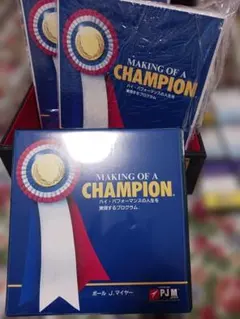 MAKING OF A
CHAMPION
ハイ・パフォーマンスの人生を
実現するプログラム
MAKING OF A
CHAMPION
ハイ・パフォーマンスの人生を
実現するプログラム
ポール J. マイヤー
PJM